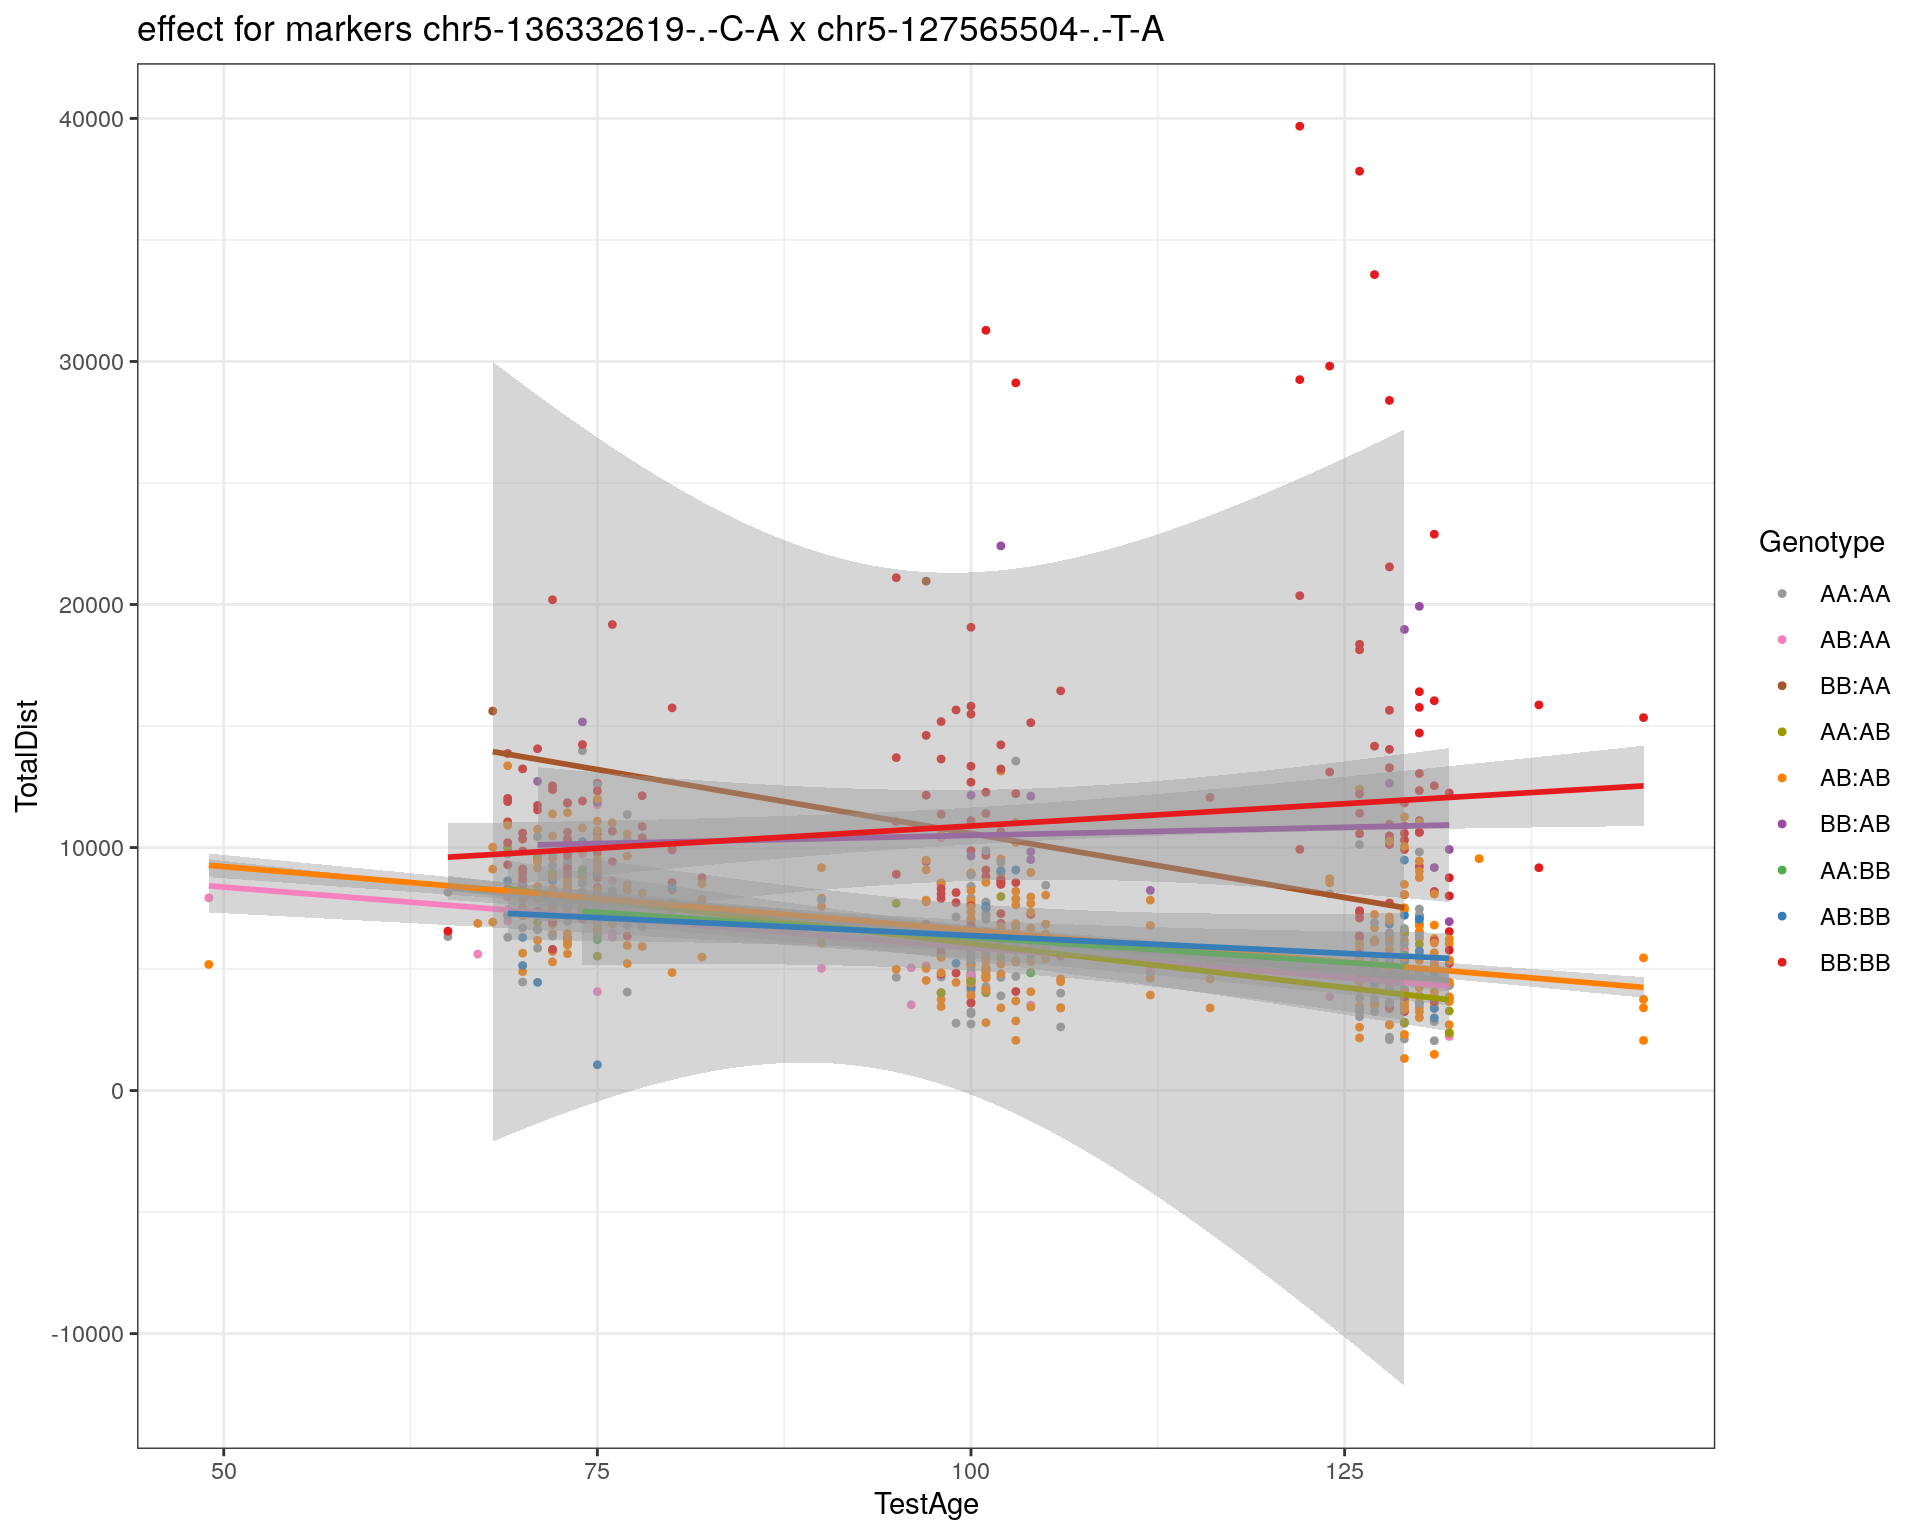 effect for markers chr5-136332619-.-C-A x chr5-127565504-.-T-A
40000
30000
20000
10000
0
-10000
TotalDist
50 75 100 125
TestAge
Genotype
AA:AA
AB:AA
BB:AA
AA:AB
AB:AB
BB:AB
AA:BB
AB:BB
BB:BB